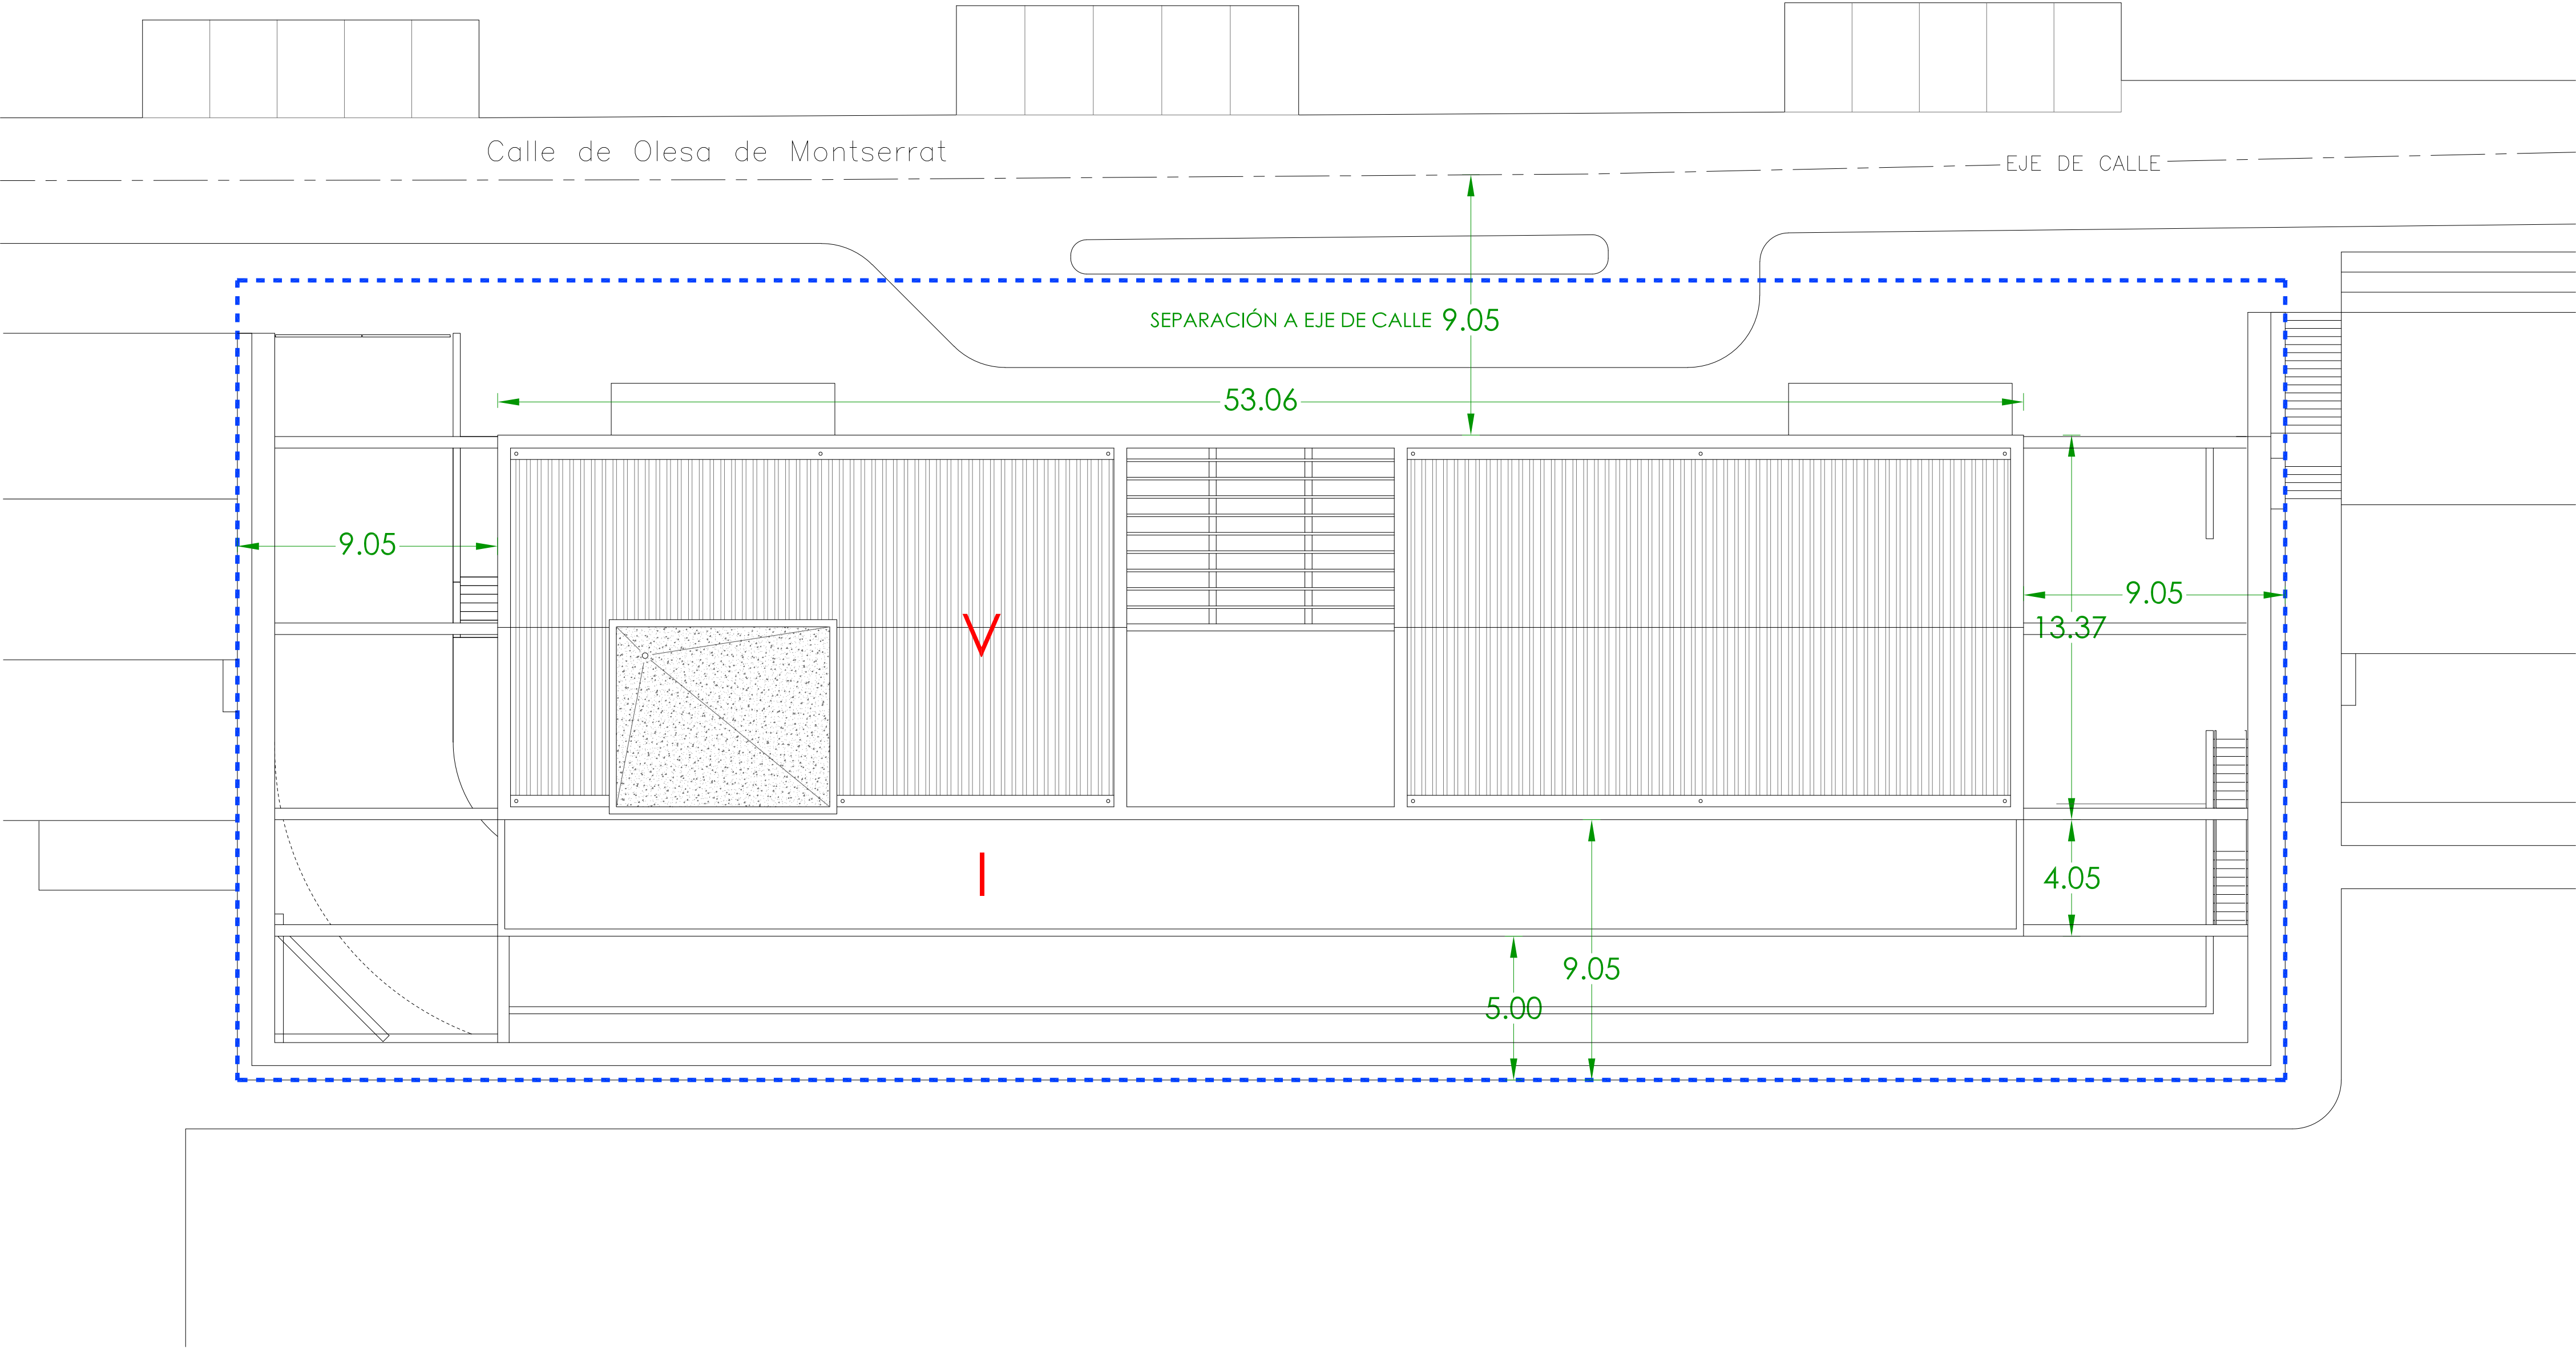 Calle de Olesa de Montserrat
EJE DE CALLE
SEPARACIÓN A EJE DE CALLE 9.05
53.06
9.05
9.05
13.37
V
I
4.05
9.05
5.00